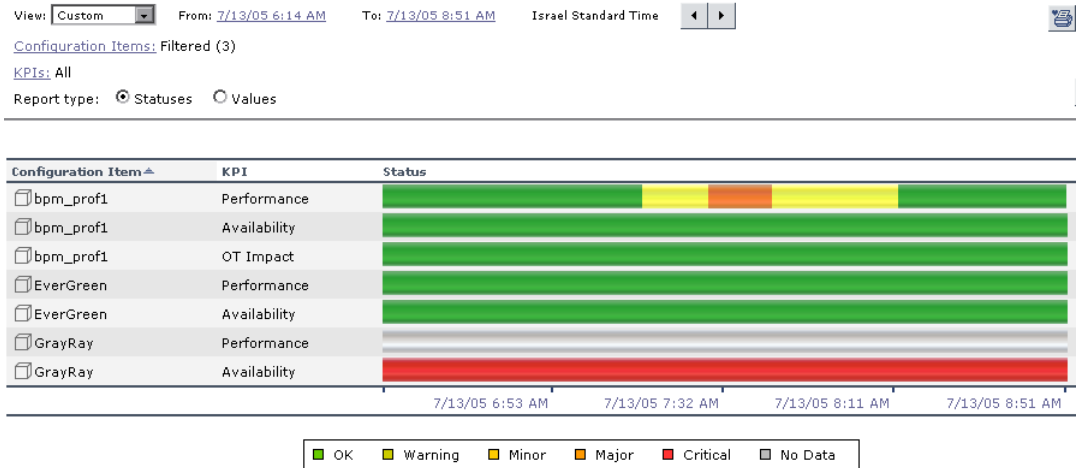 View: Custom From: 7/13/05 6:14 AM To: 7/13/05 8:51 AM Israel Standard Time
Configuration Items: Filtered (3)
KPIs: All
Report type: Statuses Values
Configuration Item KPI Status
bpm_prof1 Performance
bpm_prof1 Availability
bpm_prof1 OT Impact
EverGreen Performance
EverGreen Availability
GrayRay Performance
GrayRay Availability
7/13/05 6:53 AM 7/13/05 7:32 AM 7/13/05 8:11 AM 7/13/05 8:51 AM
OK Warning Minor Major Critical No Data